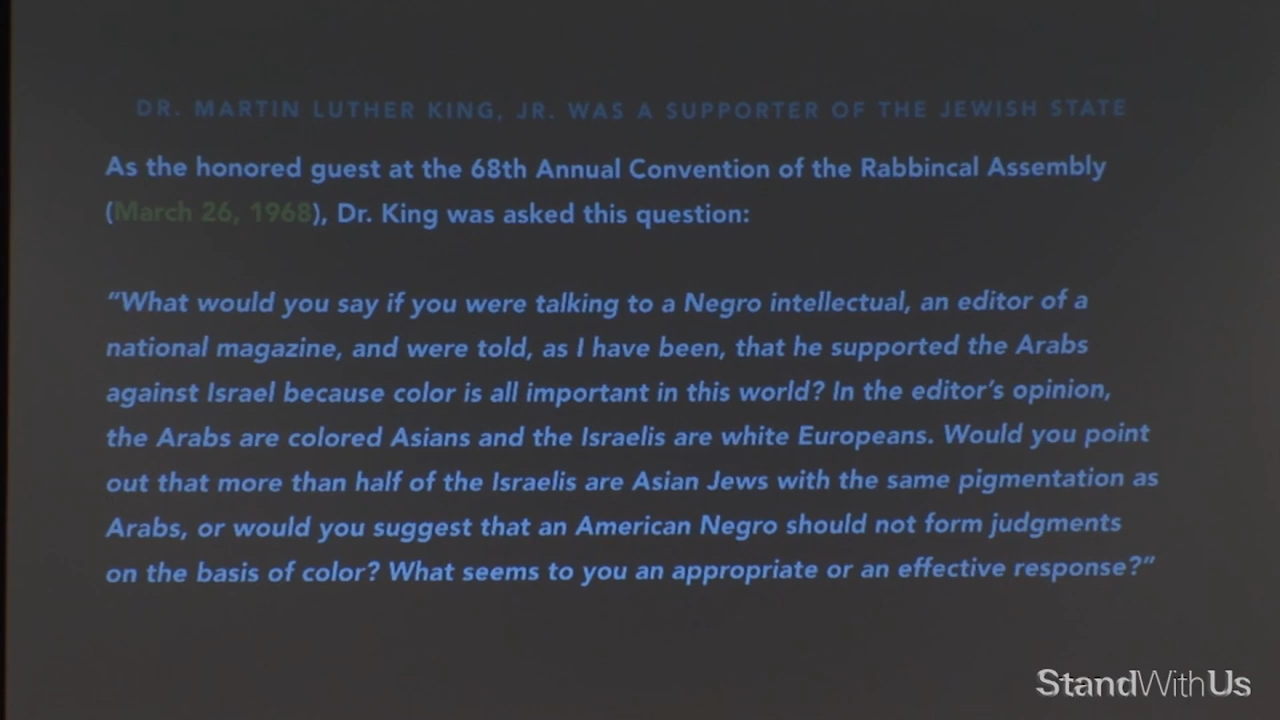 DR. MARTIN LUTHER KING, JR. WAS A SUPPORTER OF THE JEWISH STATE
As the honored guest at the 68th Annual Convention of the Rabbincal Assembly
(March 26, 1968), Dr. King was asked this question:
“What would you say if you were talking to a Negro intellectual, an editor of a
national magazine, and were told, as I have been, that he supported the Arabs
against Israel because color is all important in this world? In the editor’s opinion,
the Arabs are colored Asians and the Israelis are white Europeans. Would you point
out that more than half of the Israelis are Asian Jews with the same pigmentation as
Arabs, or would you suggest that an American Negro should not form judgments
on the basis of color? What seems to you an appropriate or an effective response?”
StandWithUs